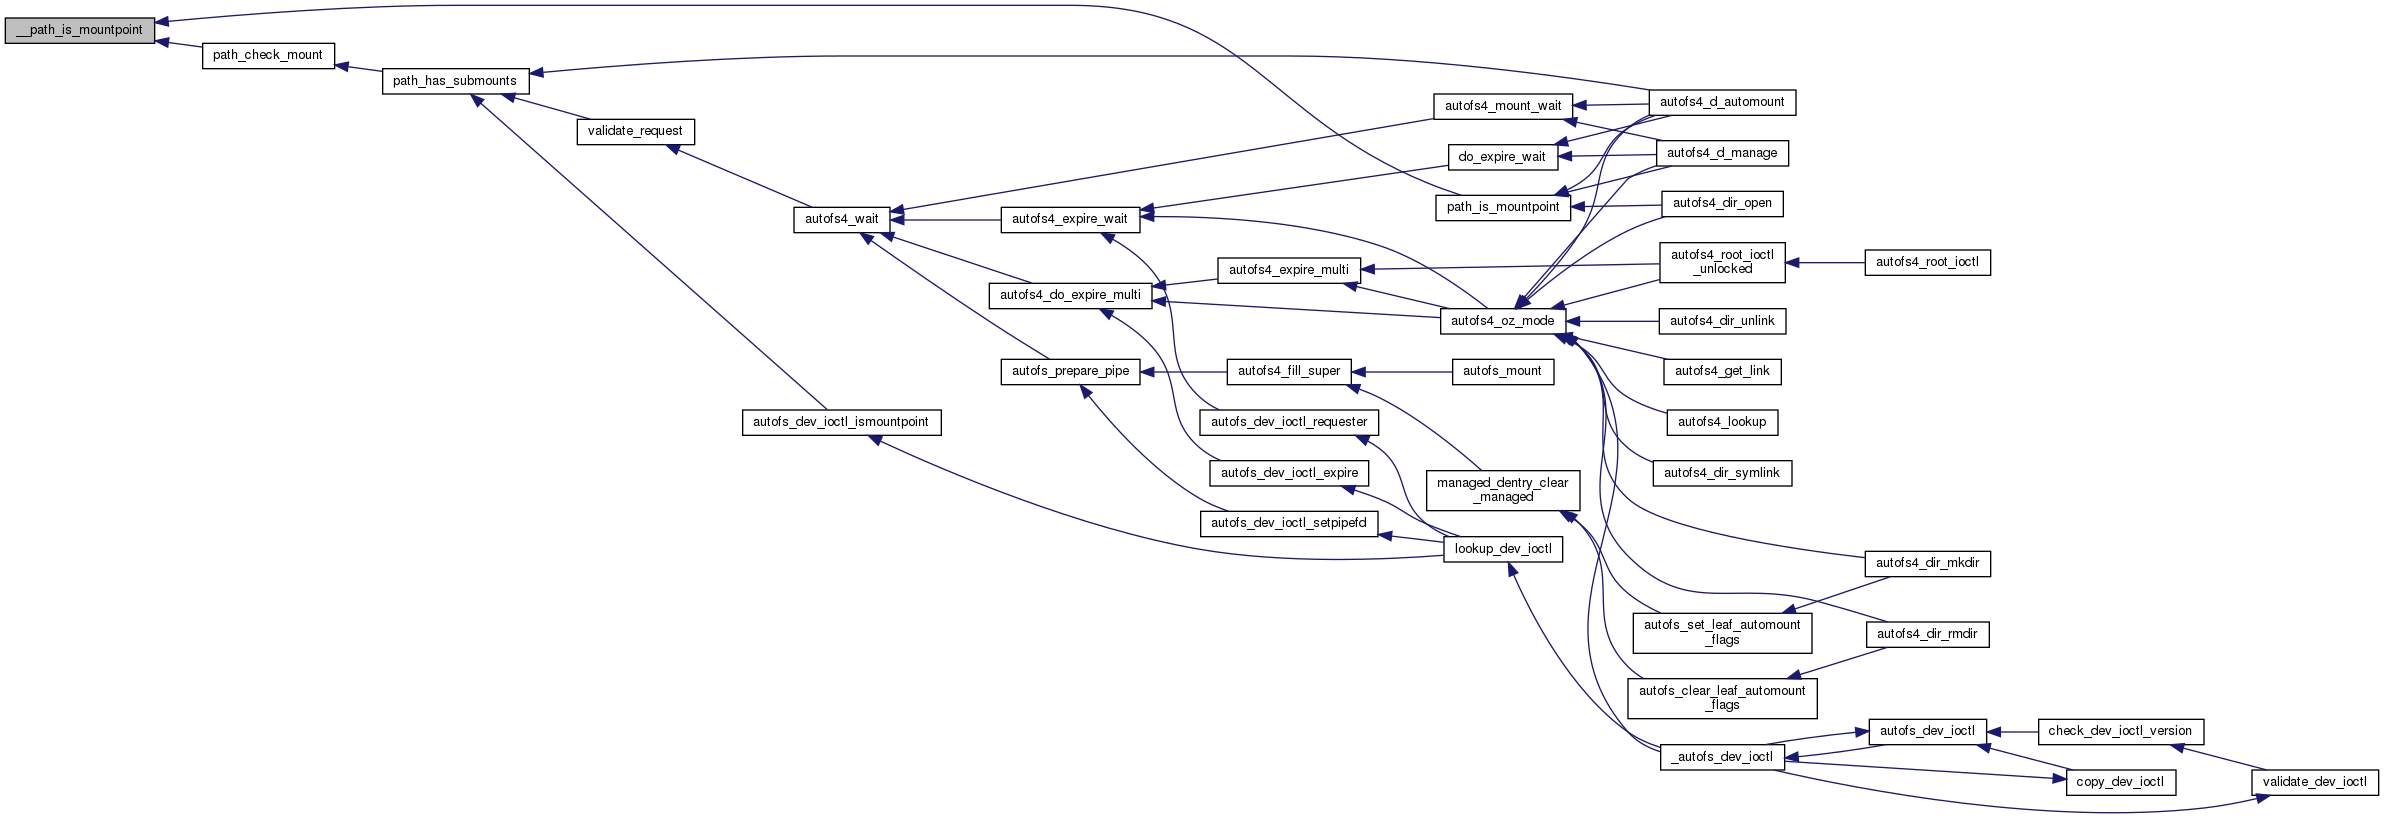 __path_is_mountpoint
path_check_mount
path_has_submounts
validate_request
autofs_dev_ioctl_ismountpoint
autofs4_wait
autofs4_expire_wait
autofs4_do_expire_multi
autofs_prepare_pipe
autofs4_expire_multi
autofs4_fill_super
autofs_dev_ioctl_requester
autofs_dev_ioctl_expire
autofs_dev_ioctl_setpipefd
autofs4_mount_wait
do_expire_wait
path_is_mountpoint
autofs4_oz_mode
autofs_mount
managed_dentry_clear
_managed
lookup_dev_ioctl
autofs4_d_automount
autofs4_d_manage
autofs4_dir_open
autofs4_root_ioctl
_unlocked
autofs4_dir_unlink
autofs4_get_link
autofs4_lookup
autofs4_dir_symlink
autofs_set_leaf_automount
_flags
autofs_clear_leaf_automount
_flags
_autofs_dev_ioctl
autofs4_root_ioctl
autofs4_dir_mkdir
autofs4_dir_rmdir
autofs_dev_ioctl
check_dev_ioctl_version
copy_dev_ioctl
validate_dev_ioctl